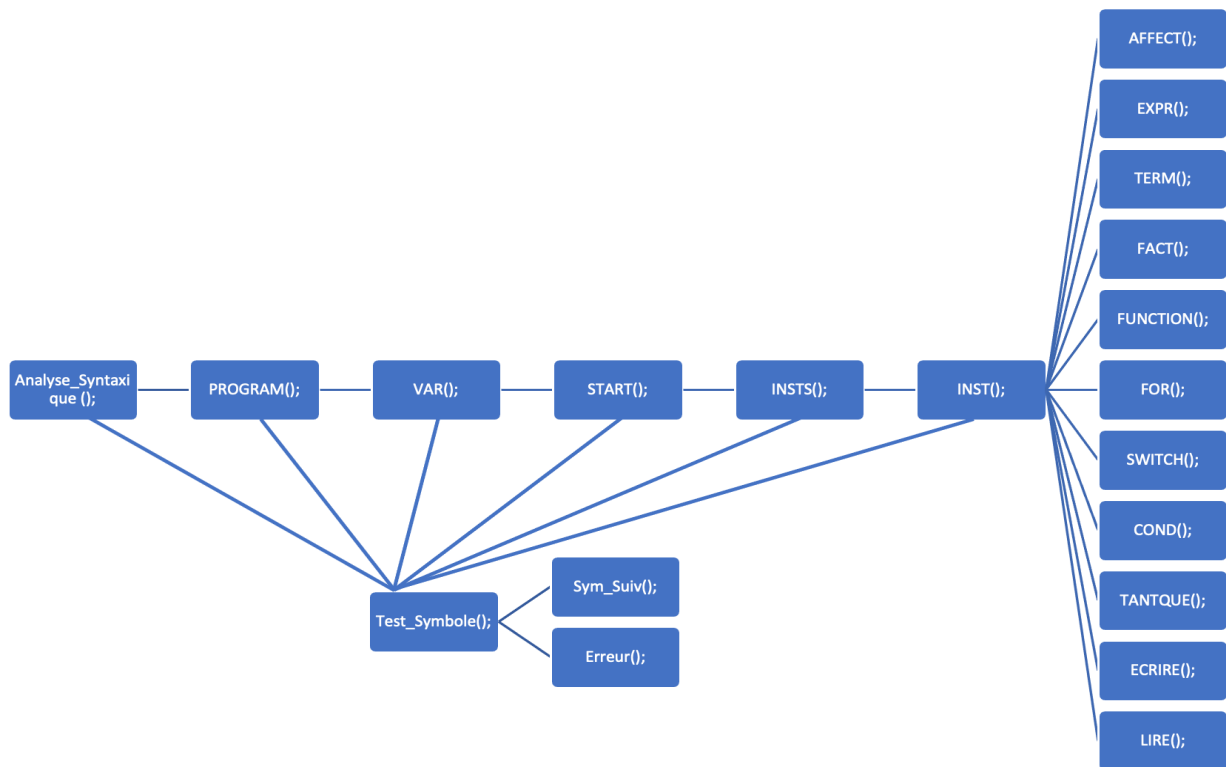 AFFECT();
EXPR();
TERM();
FACT();
FUNCTION();
Analyse_Syntaxi
que ();
PROGRAM();
VAR();
START();
INSTS();
INST();
FOR();
SWITCH();
COND();
Sym_Suiv();
TANTQUE();
Test_Symbole();
Erreur();
ECRIRE();
LIRE();